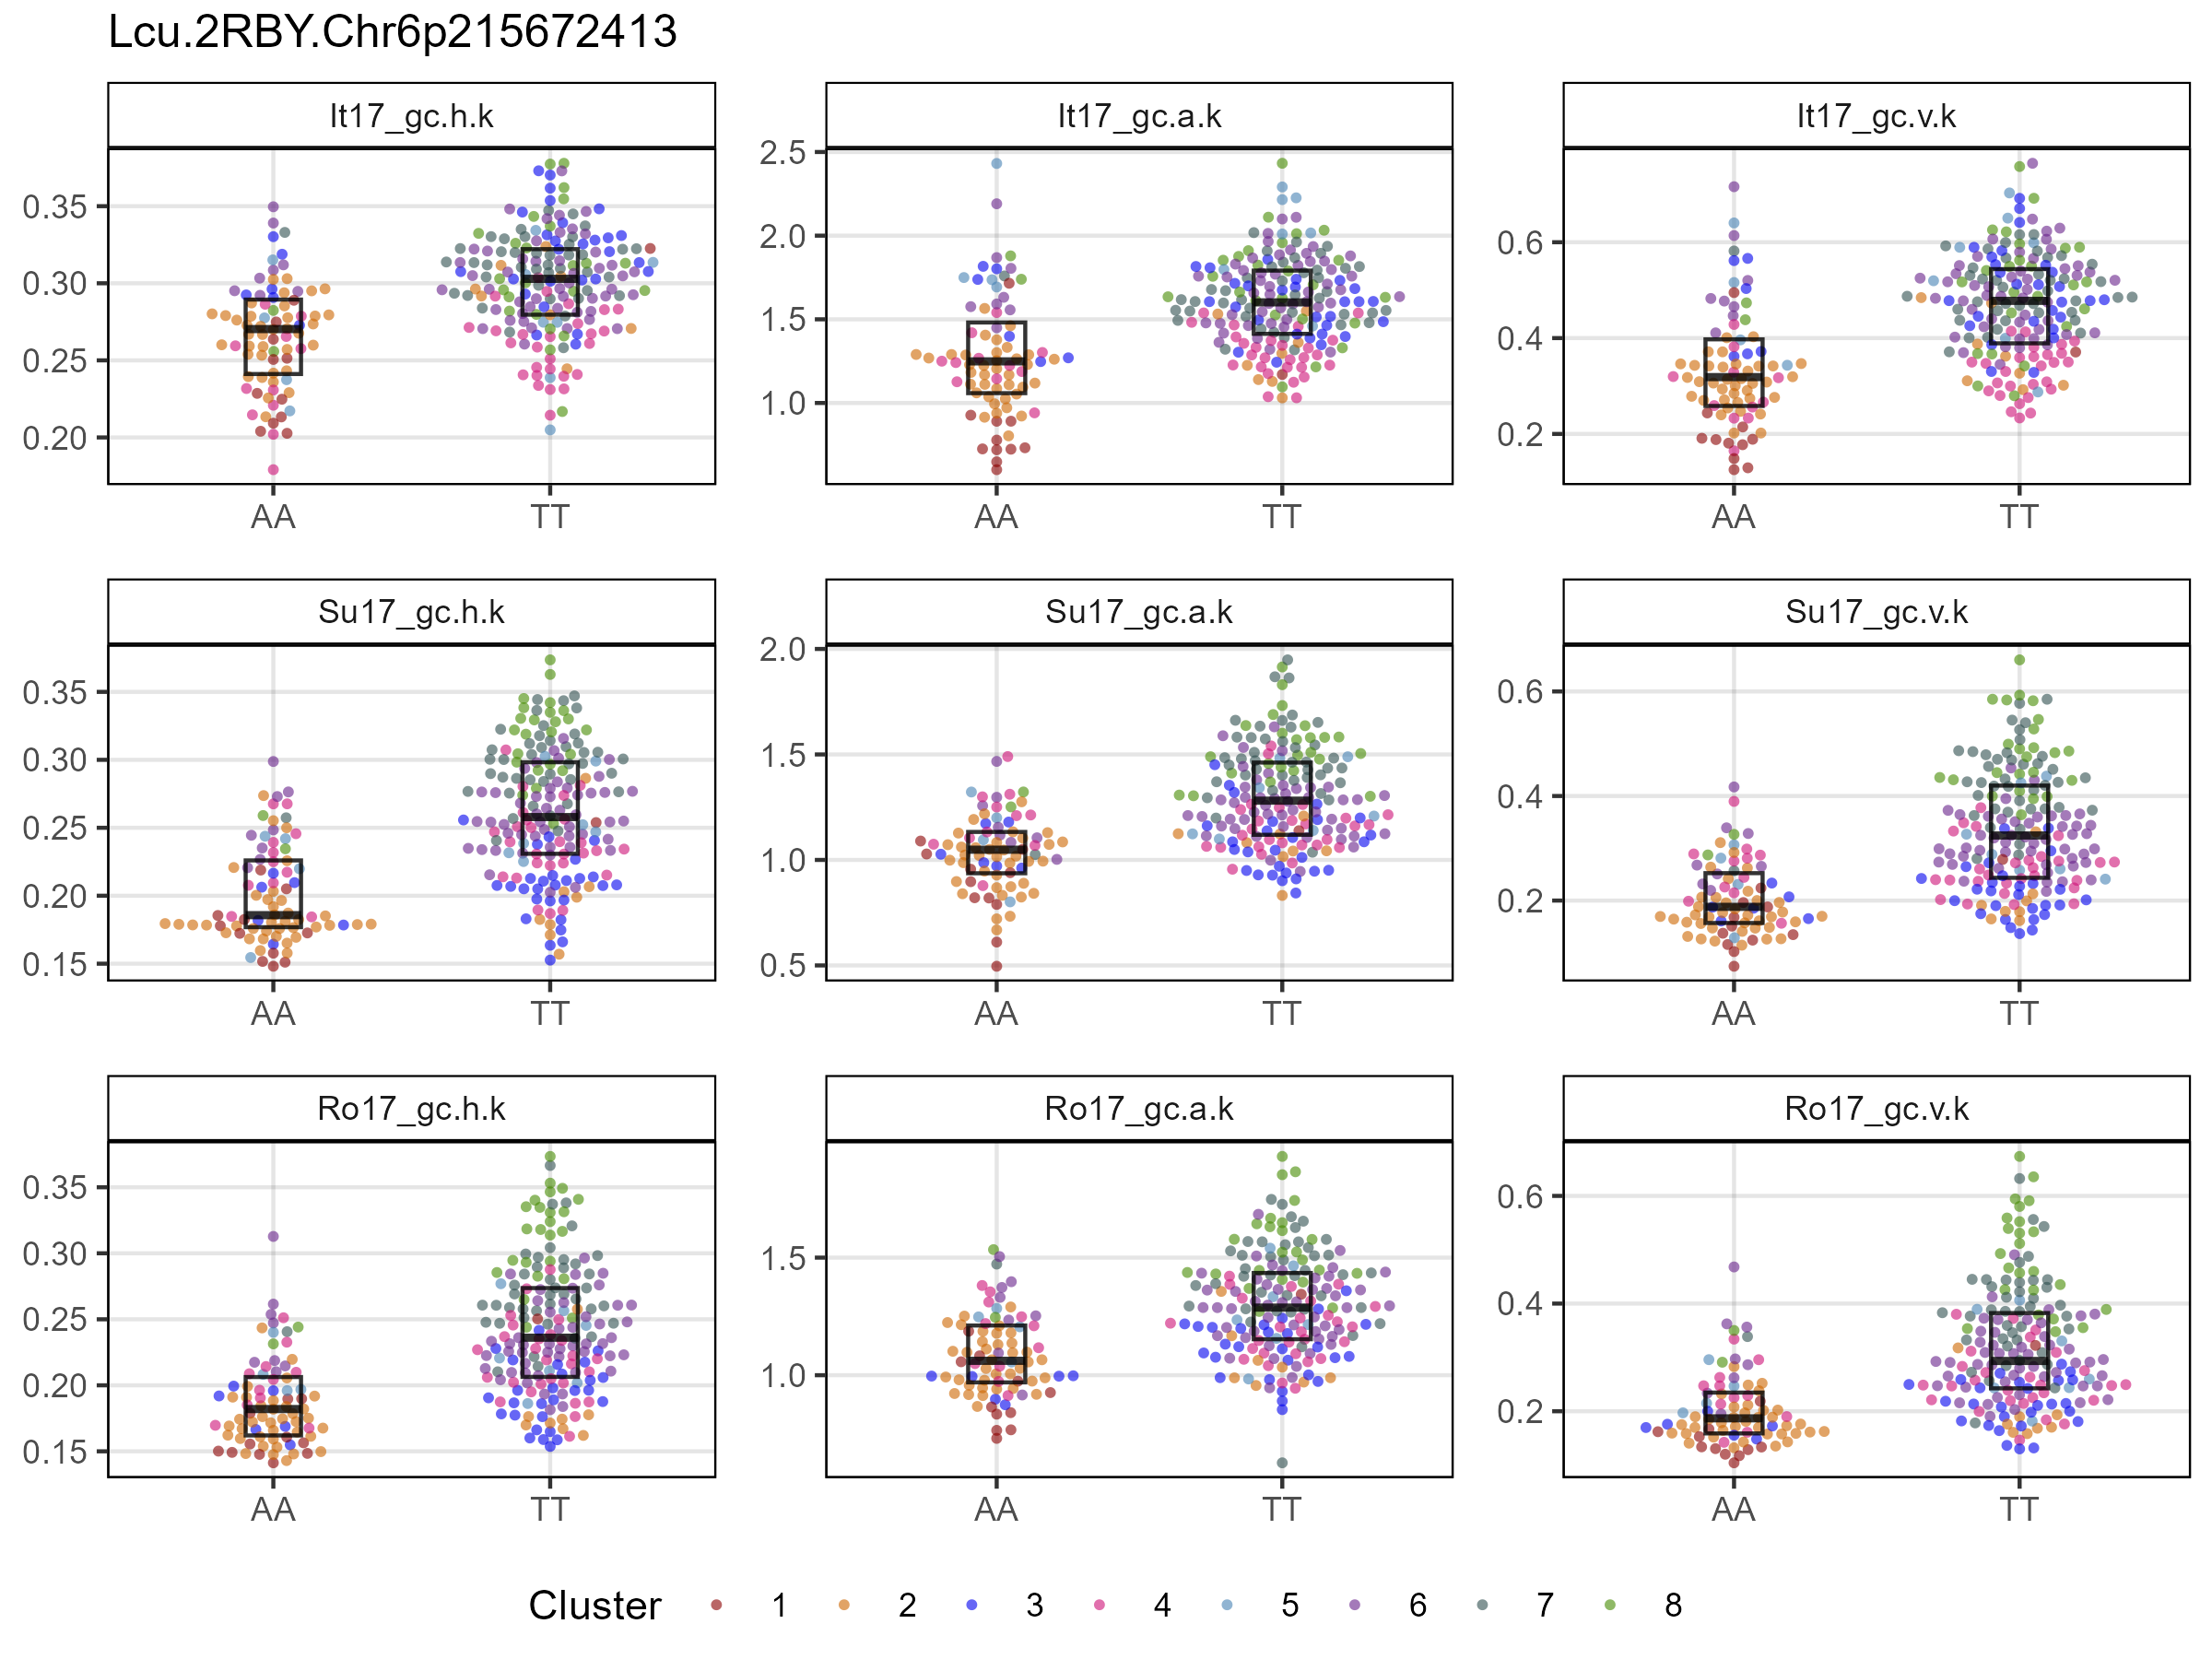 Lcu.2RBY.Chr6p215672413
It17_gc.h.k It17_gc.a.k It17_gc.v.k
0.35
0.30
0.25
0.20
AA TT
2.5
2.0
1.5
1.0
AA TT
0.6
0.4
0.2
AA TT
Su17_gc.h.k Su17_gc.a.k Su17_gc.v.k
0.35
0.30
0.25
0.20
0.15
AA TT
2.0
1.5
1.0
0.5
AA TT
0.6
0.4
0.2
AA TT
Ro17_gc.h.k Ro17_gc.a.k Ro17_gc.v.k
0.35
0.30
0.25
0.20
0.15
AA TT
1.5
1.0
AA TT
0.6
0.4
0.2
AA TT
Cluster 1 2 3 4 5 6 7 8